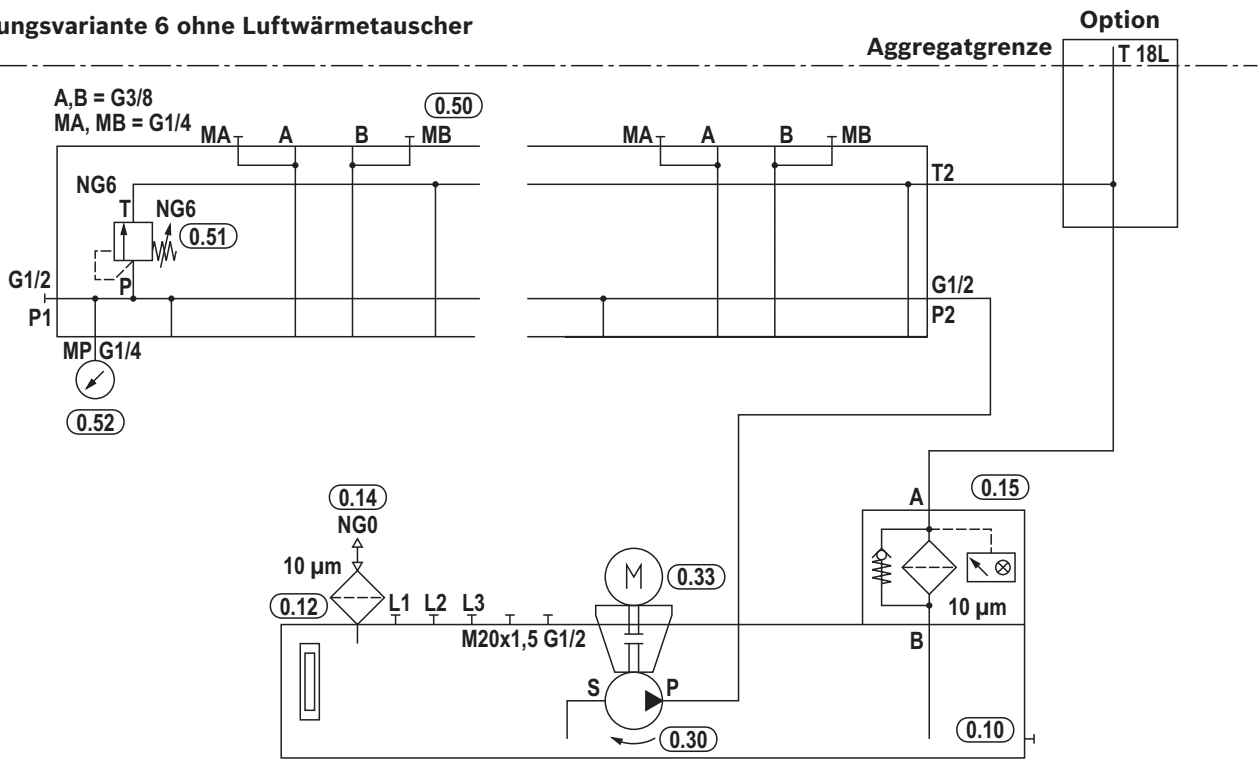 ungsvariante 6 ohne Luftwärmetauscher
Option
Aggregatgrenze
T 18L
A,B = G3/8
MA, MB = G1/4
0.50
MA A B MB
MA A B MB
T2
NG6
T NG6
0.51
G1/2 P
P1
G1/2
P2
MP G1/4
0.52
0.14
NG0
10 µm
0.12
L1 L2 L3
M20x1,5 G1/2
M
0.33
S P
0.30
A
0.15
10 µm
B
0.10